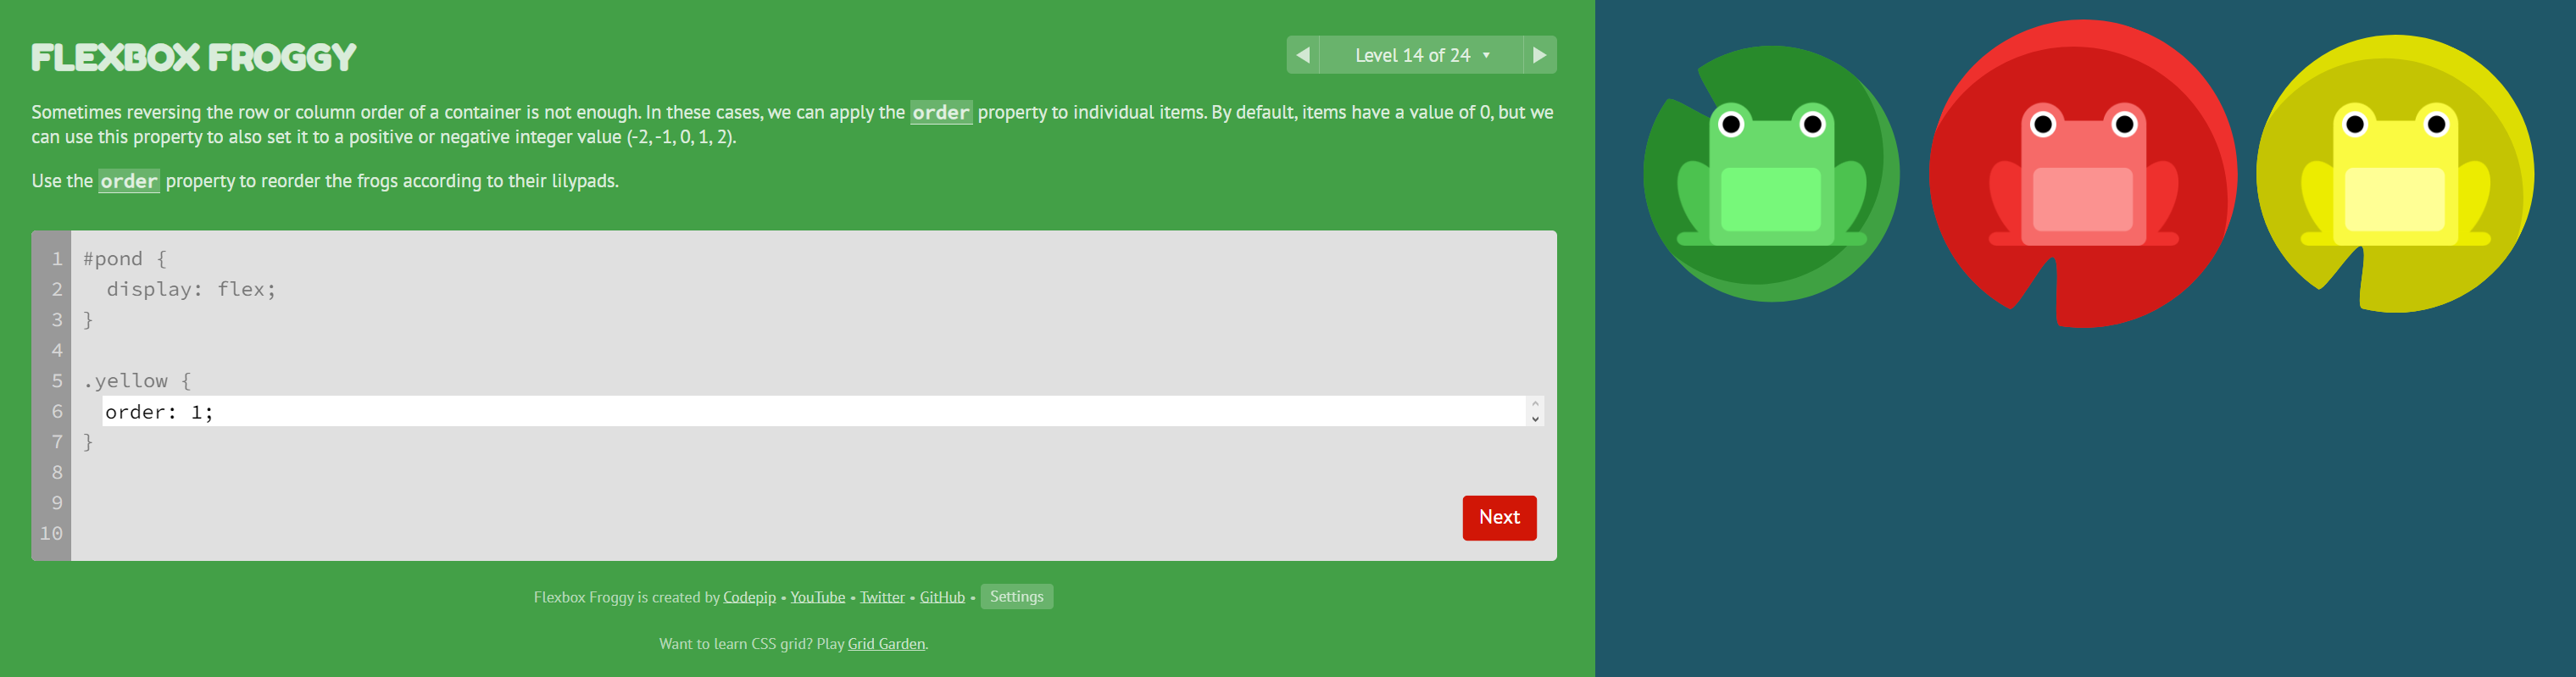 FLEXBOX FROGGY
Level 14 of 24
Sometimes reversing the row or column order of a container is not enough. In these cases, we can apply the order property to individual items. By default, items have a value of 0, but we
can use this property to also set it to a positive or negative integer value (-2, -1, 0, 1, 2).
Use the order property to reorder the frogs according to their lilypads.
1 #pond {
2 display: flex;
3 }
4
5 .yellow {
6 order: 1;
7 }
8
9
10
Next
Flexbox Froggy is created by Codepip • YouTube • Twitter • GitHub • Settings
Want to learn CSS grid? Play Grid Garden.